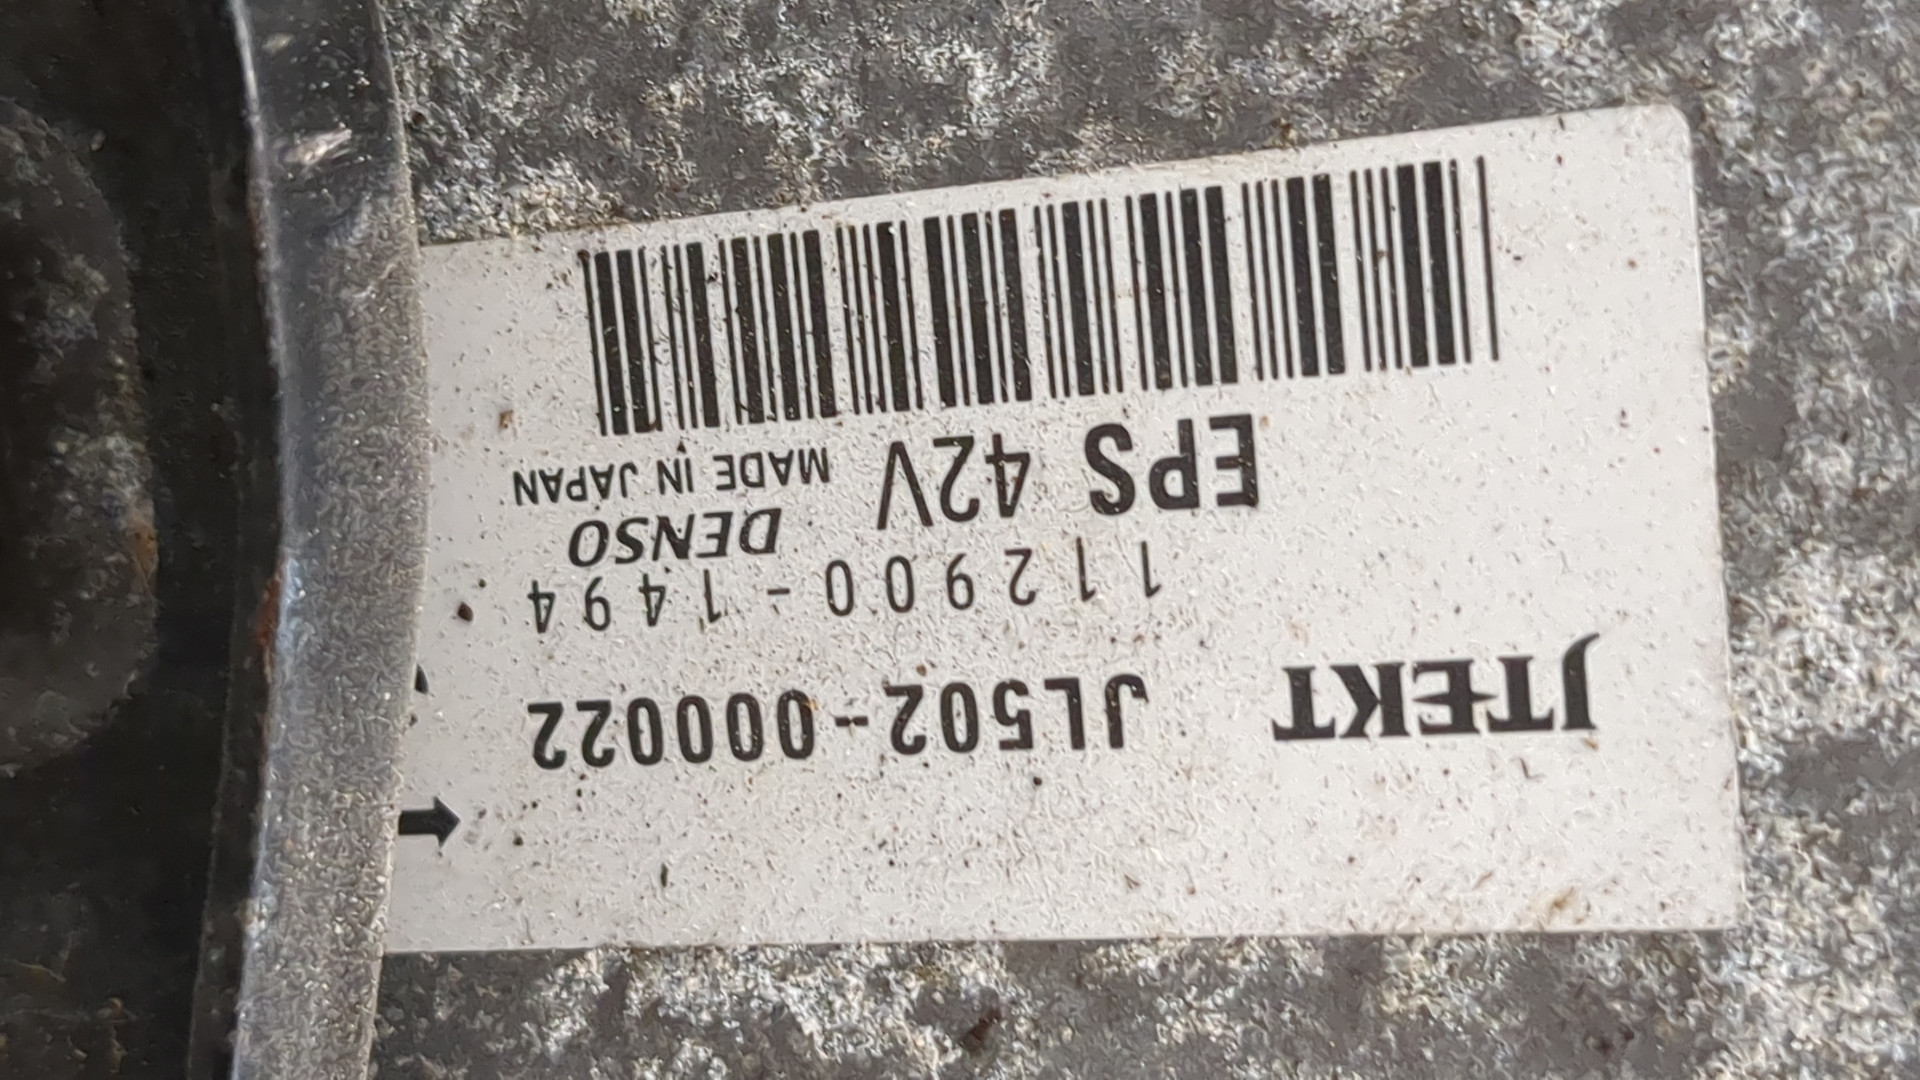 JTEKT JL502-000022
112900-1494
EPS 42V DENSO
MADE IN JAPAN